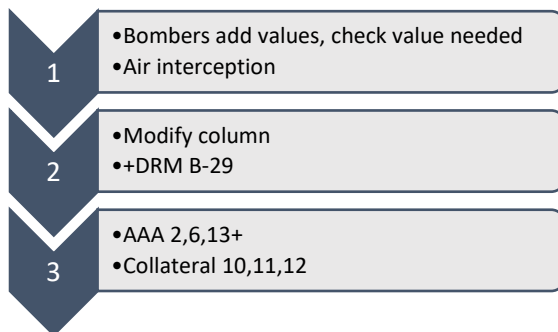 1
•Bombers add values, check value needed
•Air interception
2
•Modify column
•+DRM B-29
3
•AAA 2,6,13+
•Collateral 10,11,12